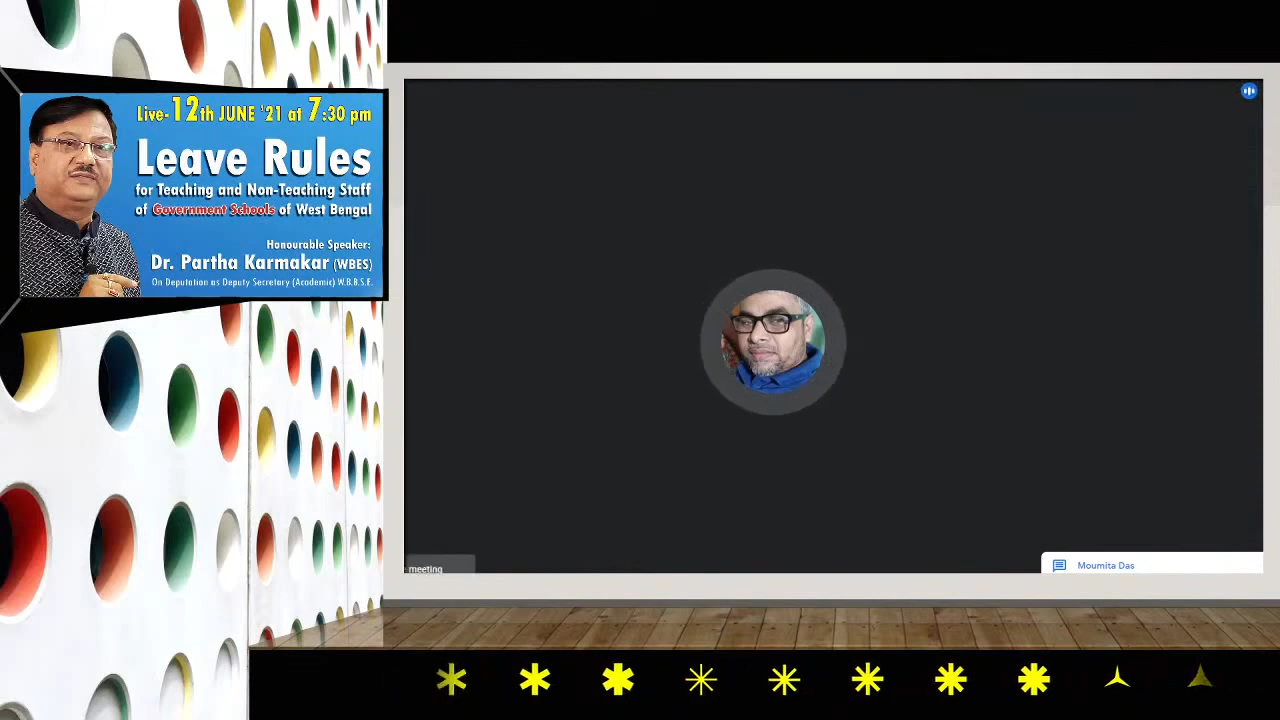 Live- 12th JUNE '21 at 7:30 pm
Leave Rules
for Teaching and Non-Teaching Staff
of Government Schools of West Bengal
Honourable Speaker:
Dr. Partha Karmakar (WBES)
On Deputation as Deputy Secretary (Academic) W.B.B.S.E.
meeting
Moumita Das